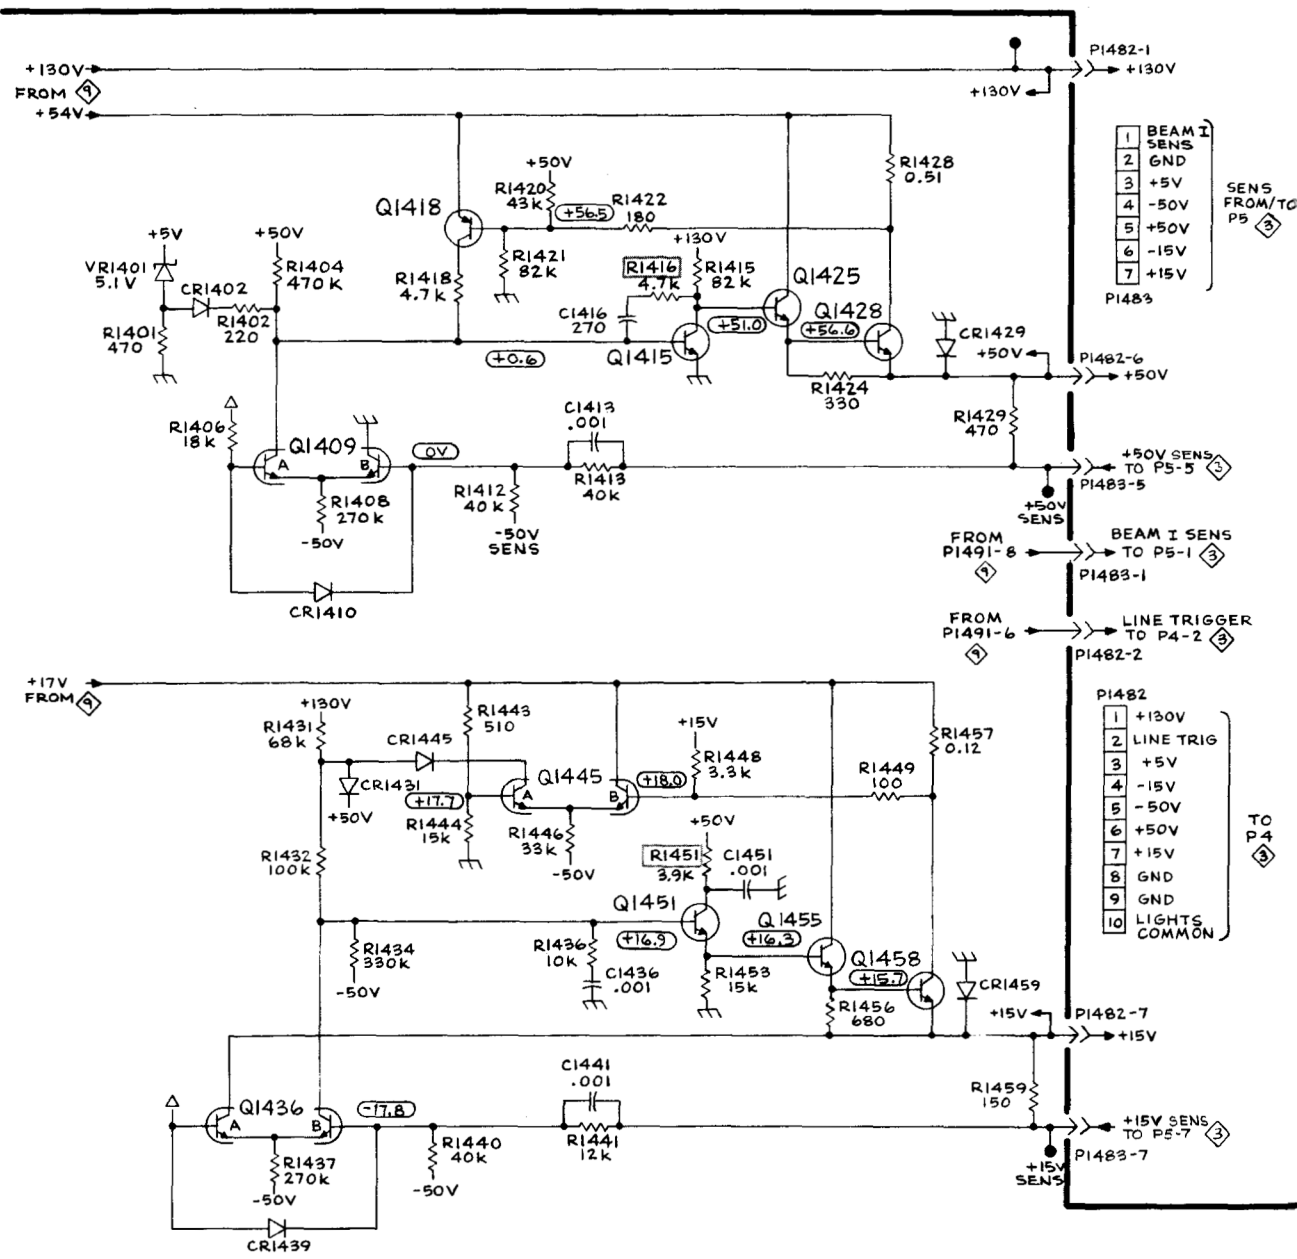 +130V
FROM 9
+54V
P1482-1
+130V
+130V
1 BEAM I SENS
2 GND
3 +5V
4 -50V
5 +50V
6 -15V
7 +15V
P1483
SENS
FROM/TO
P5 3
R1428
0.51
+50V
R1420
43K
+56.5
R1422
180
Q1418
+130V
R1421
82K
R1416
4.7K
R1415
82K
Q1425
+5V
+50V
VR1401
5.1V
CR1402
R1404
470K
R1418
4.7K
C1416
270
+51.0
Q1428
+56.6
CR1429
R1401
470
R1402
220
+0.6
Q1415
+50V
P1482-6
+50V
R1424
330
R1429
470
C1413
.001
R1406
18K
Q1409
A
B
0V
R1412
40K
R1413
40K
+50V SENS
TO P5-5 3
P1483-5
R1408
270K
-50V
-50V
SENS
+50V
SENS
FROM
P1491-8
9
BEAM I SENS
TO P5-1 3
P1483-1
CR1410
FROM
P1491-6
9
LINE TRIGGER
TO P4-2 3
P1482-2
+17V
FROM 9
+130V
R1431
68K
R1443
510
+15V
R1457
0.12
P1482
1 +130V
2 LINE TRIG
3 +5V
4 -15V
5 -50V
6 +50V
7 +15V
8 GND
9 GND
10 LIGHTS COMMON
TO
P4
3
CR1445
R1448
3.3K
CR1431
+50V
Q1445
A
B
+17.7
+18.0
R1449
100
R1444
15K
R1446
33K
-50V
+50V
R1432
100K
R1451
3.9K
C1451
.001
Q1451
+16.9
Q1455
+16.3
R1434
330K
-50V
R1436
10K
C1436
.001
R1453
15K
Q1458
+15.7
CR1459
R1456
680
+15V
P1482-7
+15V
C1441
.001
R1459
150
Q1436
A
B
-17.8
R1440
40K
-50V
R1441
12K
+15V SENS
TO P5-7 3
P1483-7
R1437
270K
-50V
+15V
SENS
CR1439